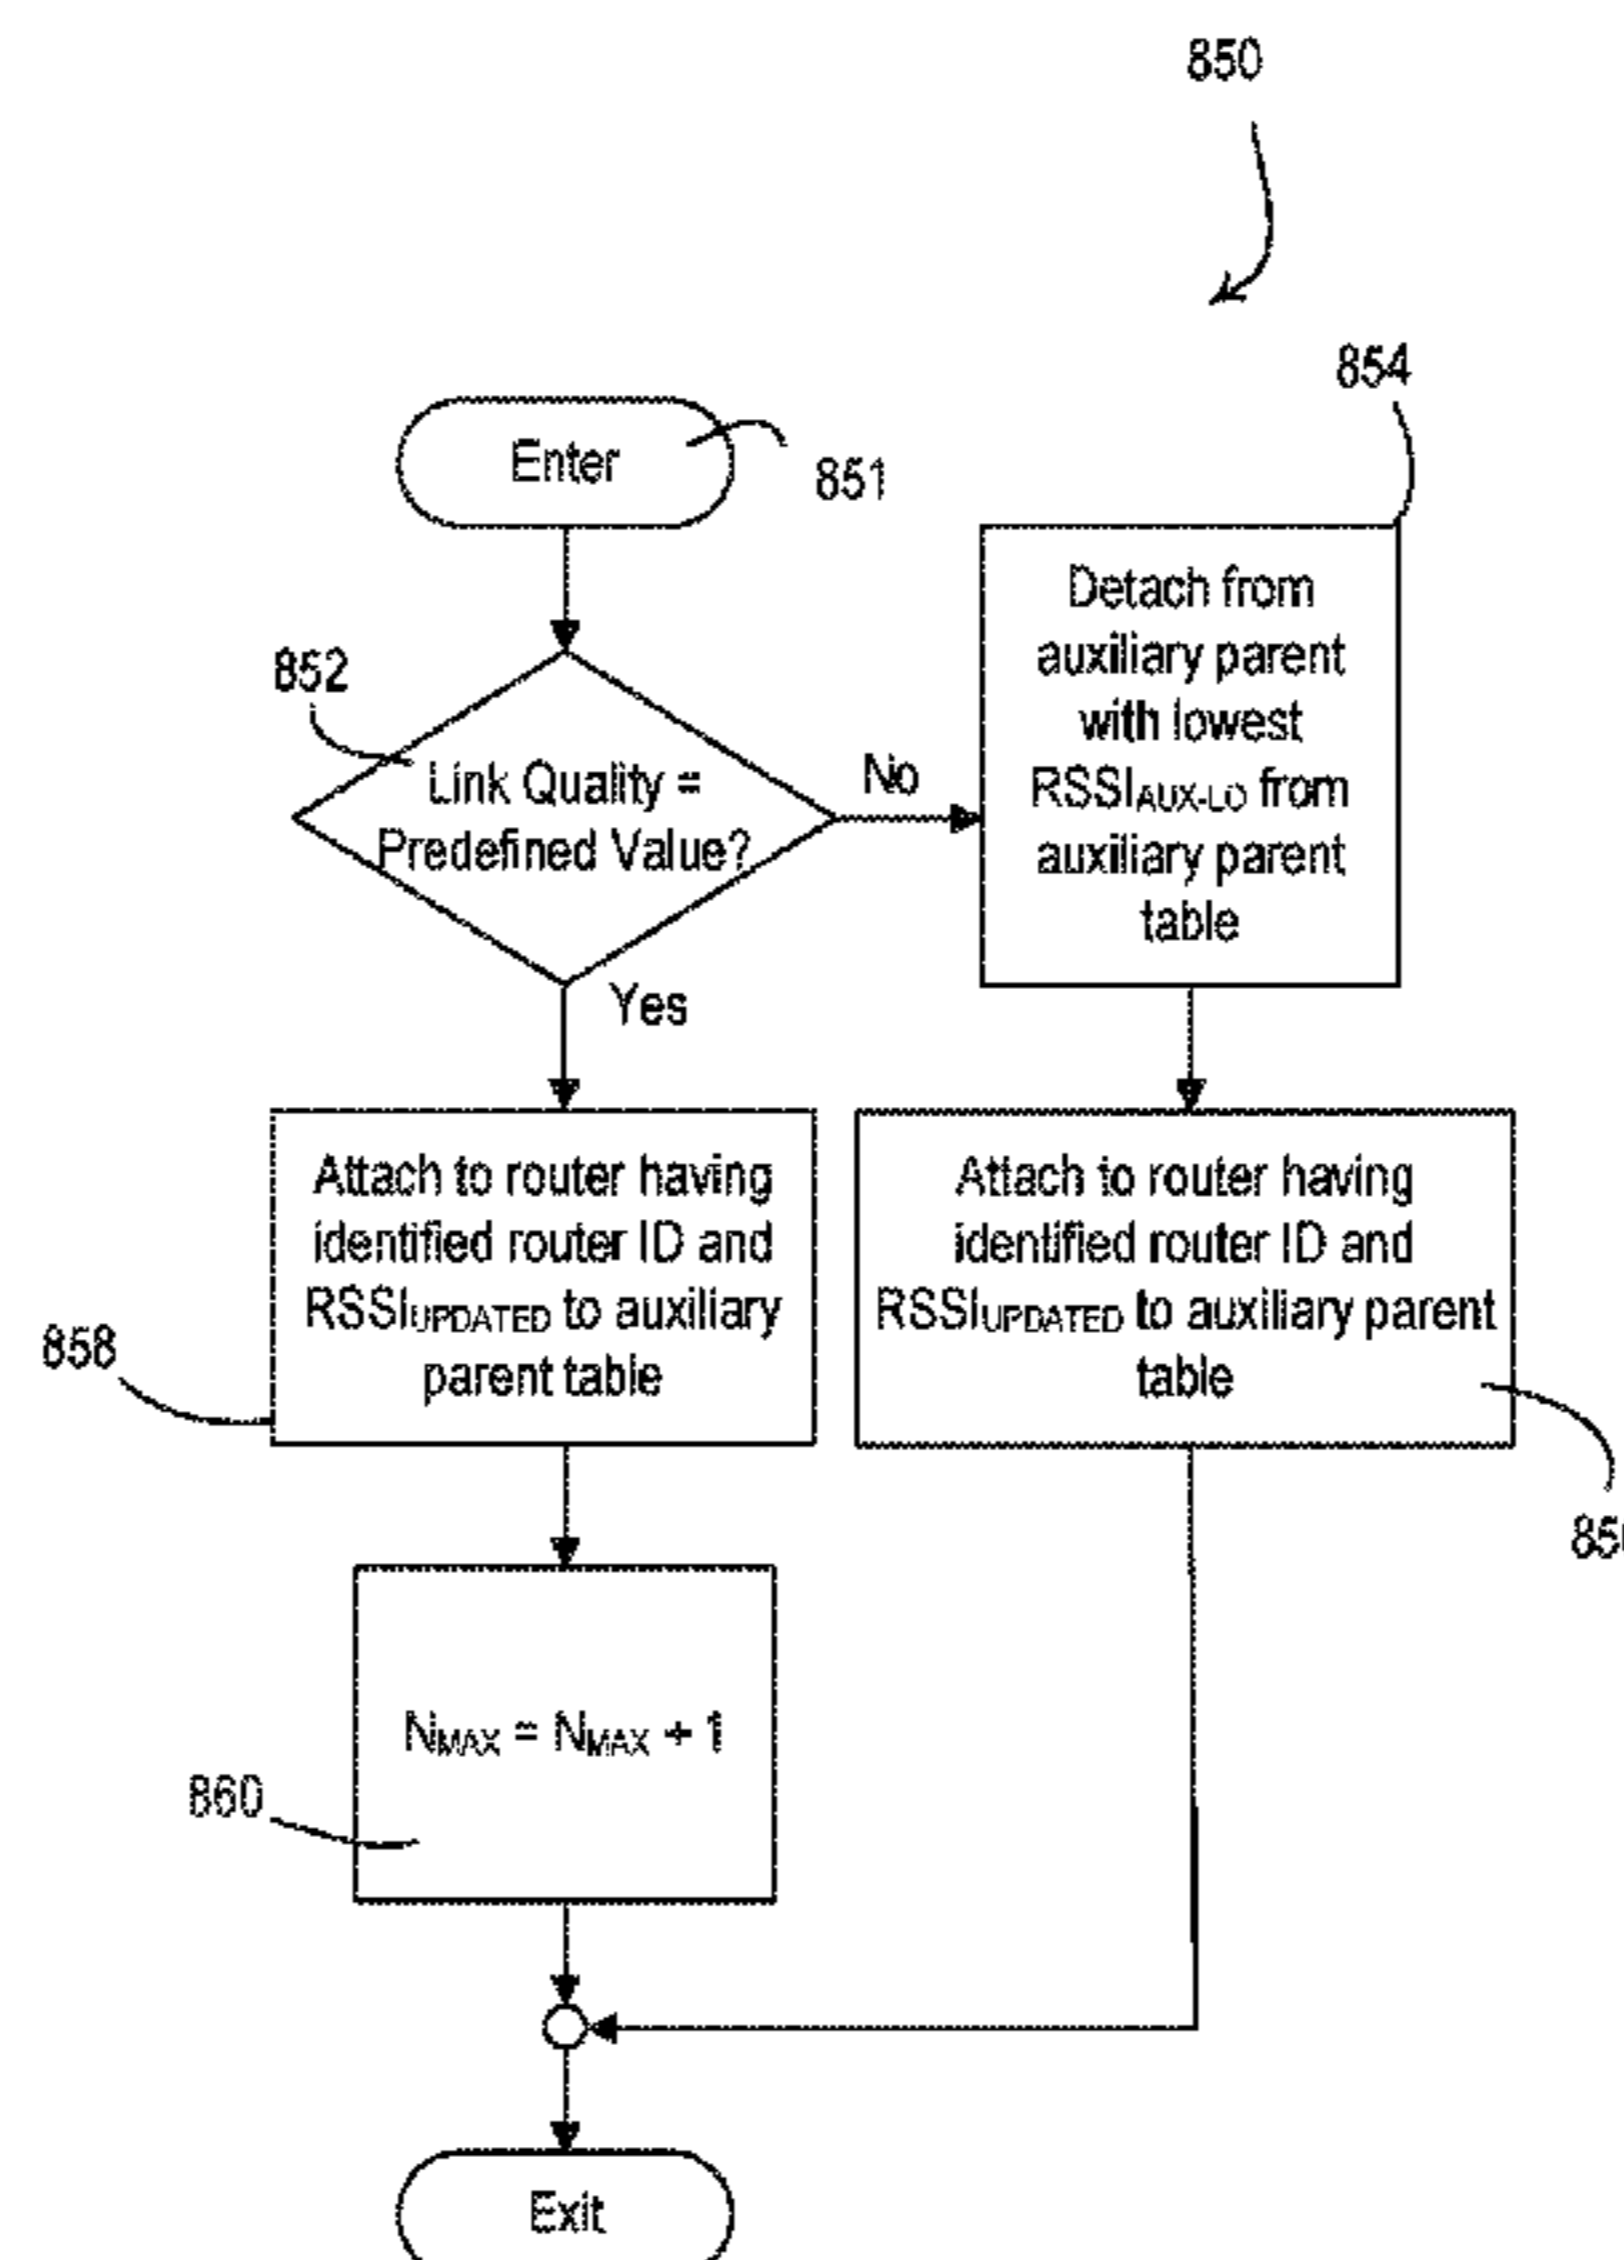 850
854
Enter
851
Detach from
auxiliary parent
with lowest
RSSIAUX-LO from
auxiliary parent
table
852
Link Quality =
Predefined Value?
No
Yes
Attach to router having
identified router ID and
RSSIUPDATED to auxiliary
parent table
858
Attach to router having
identified router ID and
RSSIUPDATED to auxiliary parent
table
NMAX = NMAX + 1
860
Exit